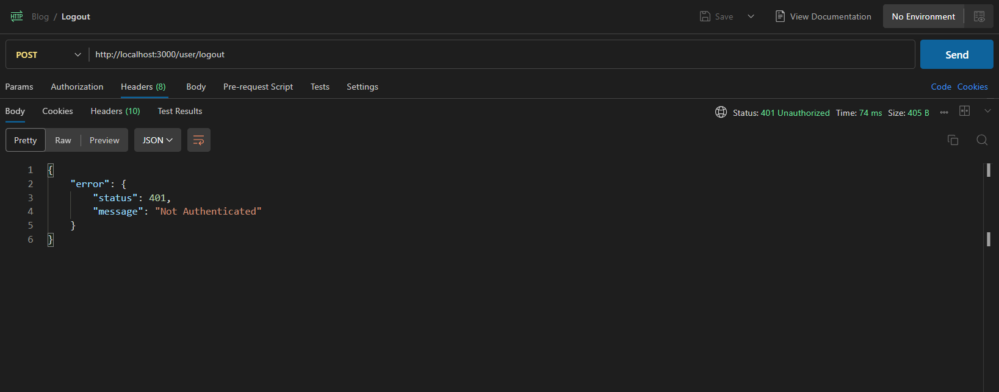 HTTP Blog / Logout Save View Documentation No Environment
POST http://localhost:3000/user/logout Send
Params Authorization Headers (8) Body Pre-request Script Tests Settings Code Cookies
Body Cookies Headers (10) Test Results Status: 401 Unauthorized Time: 74 ms Size: 405 B
Pretty Raw Preview JSON
1 {
2 "error": {
3 "status": 401,
4 "message": "Not Authenticated"
5 }
6 }